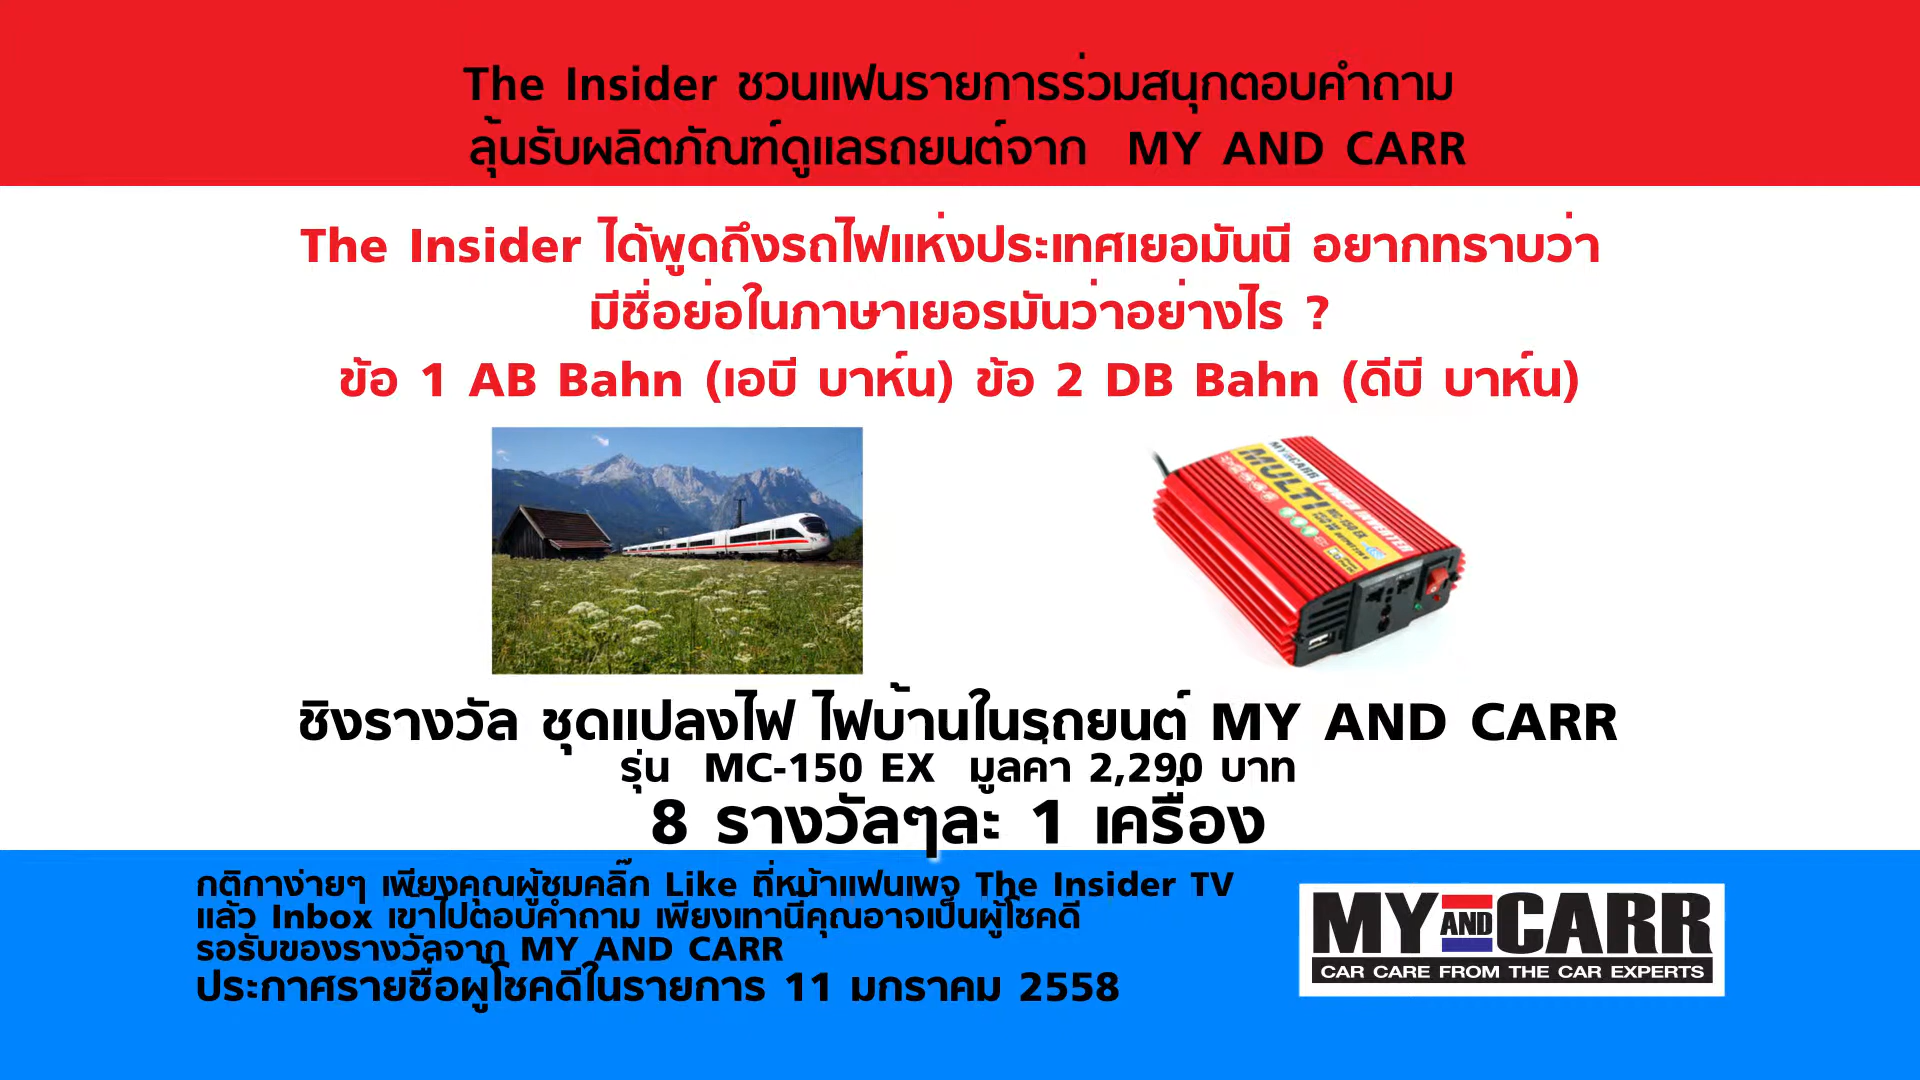 The Insider ชวนแฟนรายการร่วมสนุกตอบคำถาม
ลุ้นรับผลิตภัณฑ์ดูแลรถยนต์จาก MY AND CARR
The Insider ได้พูดถึงรถไฟแห่งประเทศเยอมันนี อยากทราบว่า
มีชื่อย่อในภาษาเยอรมันว่าอย่างไร ?
ข้อ 1 AB Bahn (เอบี บาห์น) ข้อ 2 DB Bahn (ดีบี บาห์น)
MY AND CARR
MULTI
POWER INVERTER
MC-150 EX
ชิงรางวัล ชุดแปลงไฟ ไฟบ้านในรถยนต์ MY AND CARR
รุ่น MC-150 EX มูลค่า 2,290 บาท
8 รางวัลๆละ 1 เครื่อง
กติกาง่ายๆ เพียงคุณผู้ชมคลิ๊ก Like ที่หน้าแฟนเพจ The Insider TV
แล้ว Inbox เข้าไปตอบคำถาม เพียงเท่านี้คุณอาจเป็นผู้โชคดี
รอรับของรางวัลจาก MY AND CARR
ประกาศรายชื่อผู้โชคดีในรายการ 11 มกราคม 2558
MY AND CARR
CAR CARE FROM THE CAR EXPERTS